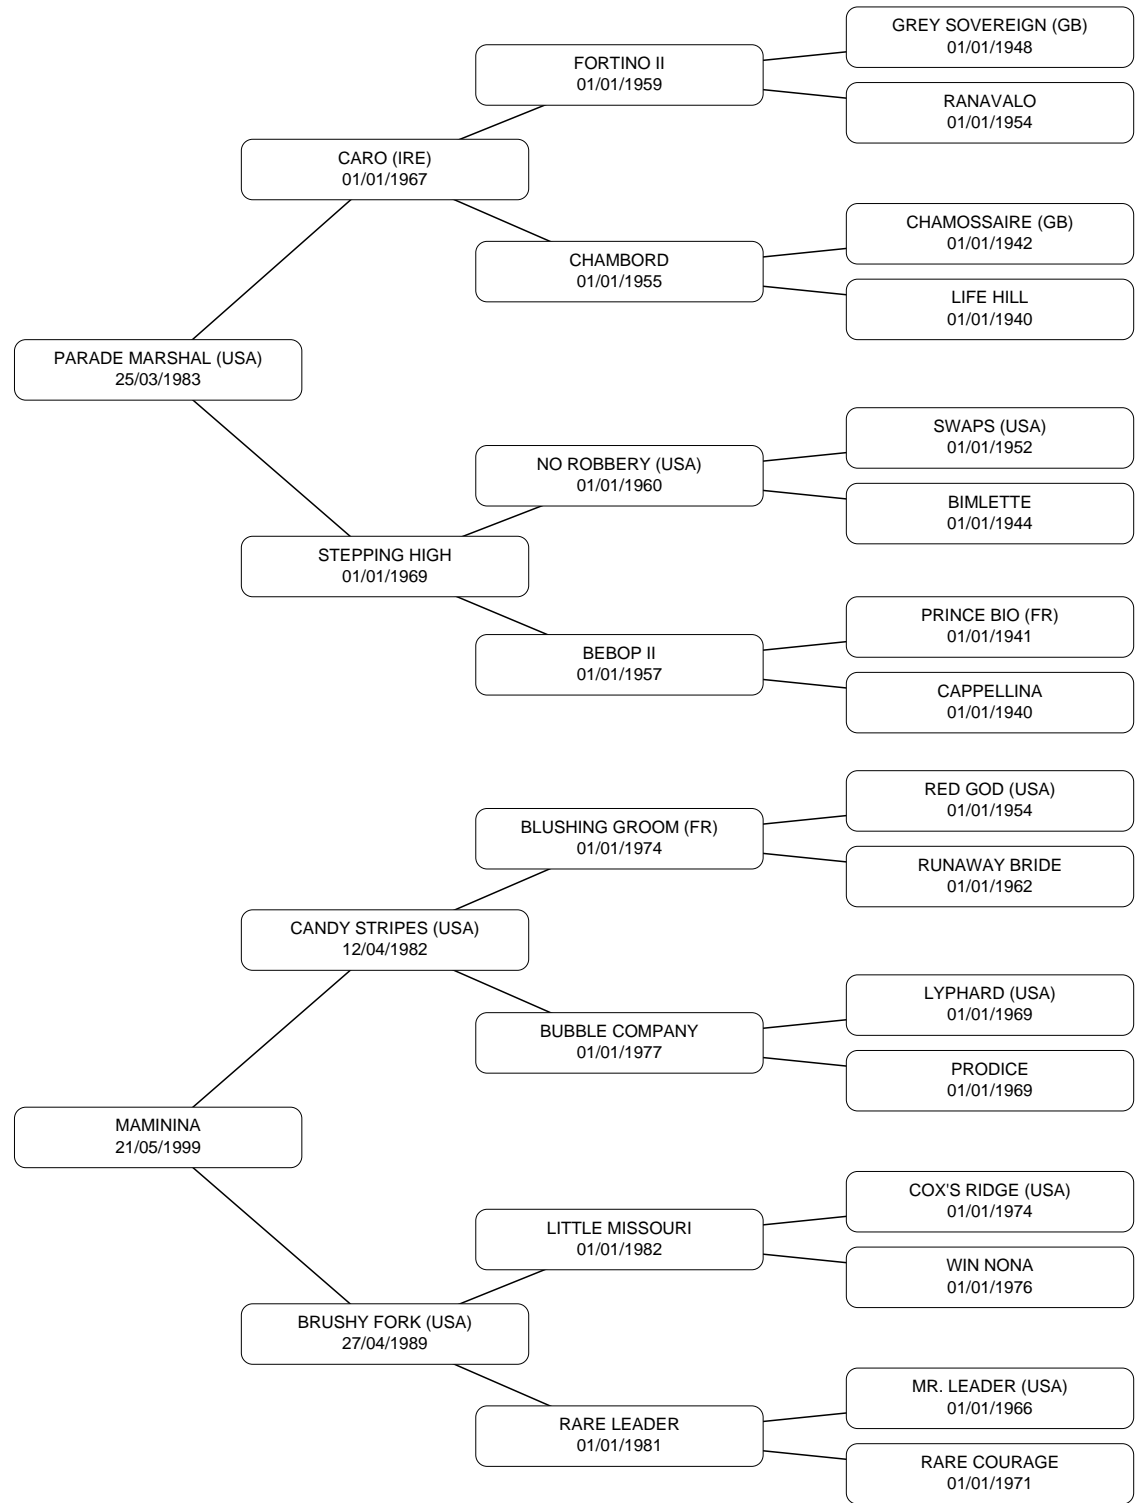 GREY SOVEREIGN (GB)
01/01/1948
FORTINO II
01/01/1959
RANAVALO
01/01/1954
CARO (IRE)
01/01/1967
CHAMOSSAIRE (GB)
01/01/1942
CHAMBORD
01/01/1955
LIFE HILL
01/01/1940
PARADE MARSHAL (USA)
25/03/1983
SWAPS (USA)
01/01/1952
NO ROBBERY (USA)
01/01/1960
BIMLETTE
01/01/1944
STEPPING HIGH
01/01/1969
PRINCE BIO (FR)
01/01/1941
BEBOP II
01/01/1957
CAPPELLINA
01/01/1940
RED GOD (USA)
01/01/1954
BLUSHING GROOM (FR)
01/01/1974
RUNAWAY BRIDE
01/01/1962
CANDY STRIPES (USA)
12/04/1982
LYPHARD (USA)
01/01/1969
BUBBLE COMPANY
01/01/1977
PRODICE
01/01/1969
MAMININA
21/05/1999
COX'S RIDGE (USA)
01/01/1974
LITTLE MISSOURI
01/01/1982
WIN NONA
01/01/1976
BRUSHY FORK (USA)
27/04/1989
MR. LEADER (USA)
01/01/1966
RARE LEADER
01/01/1981
RARE COURAGE
01/01/1971